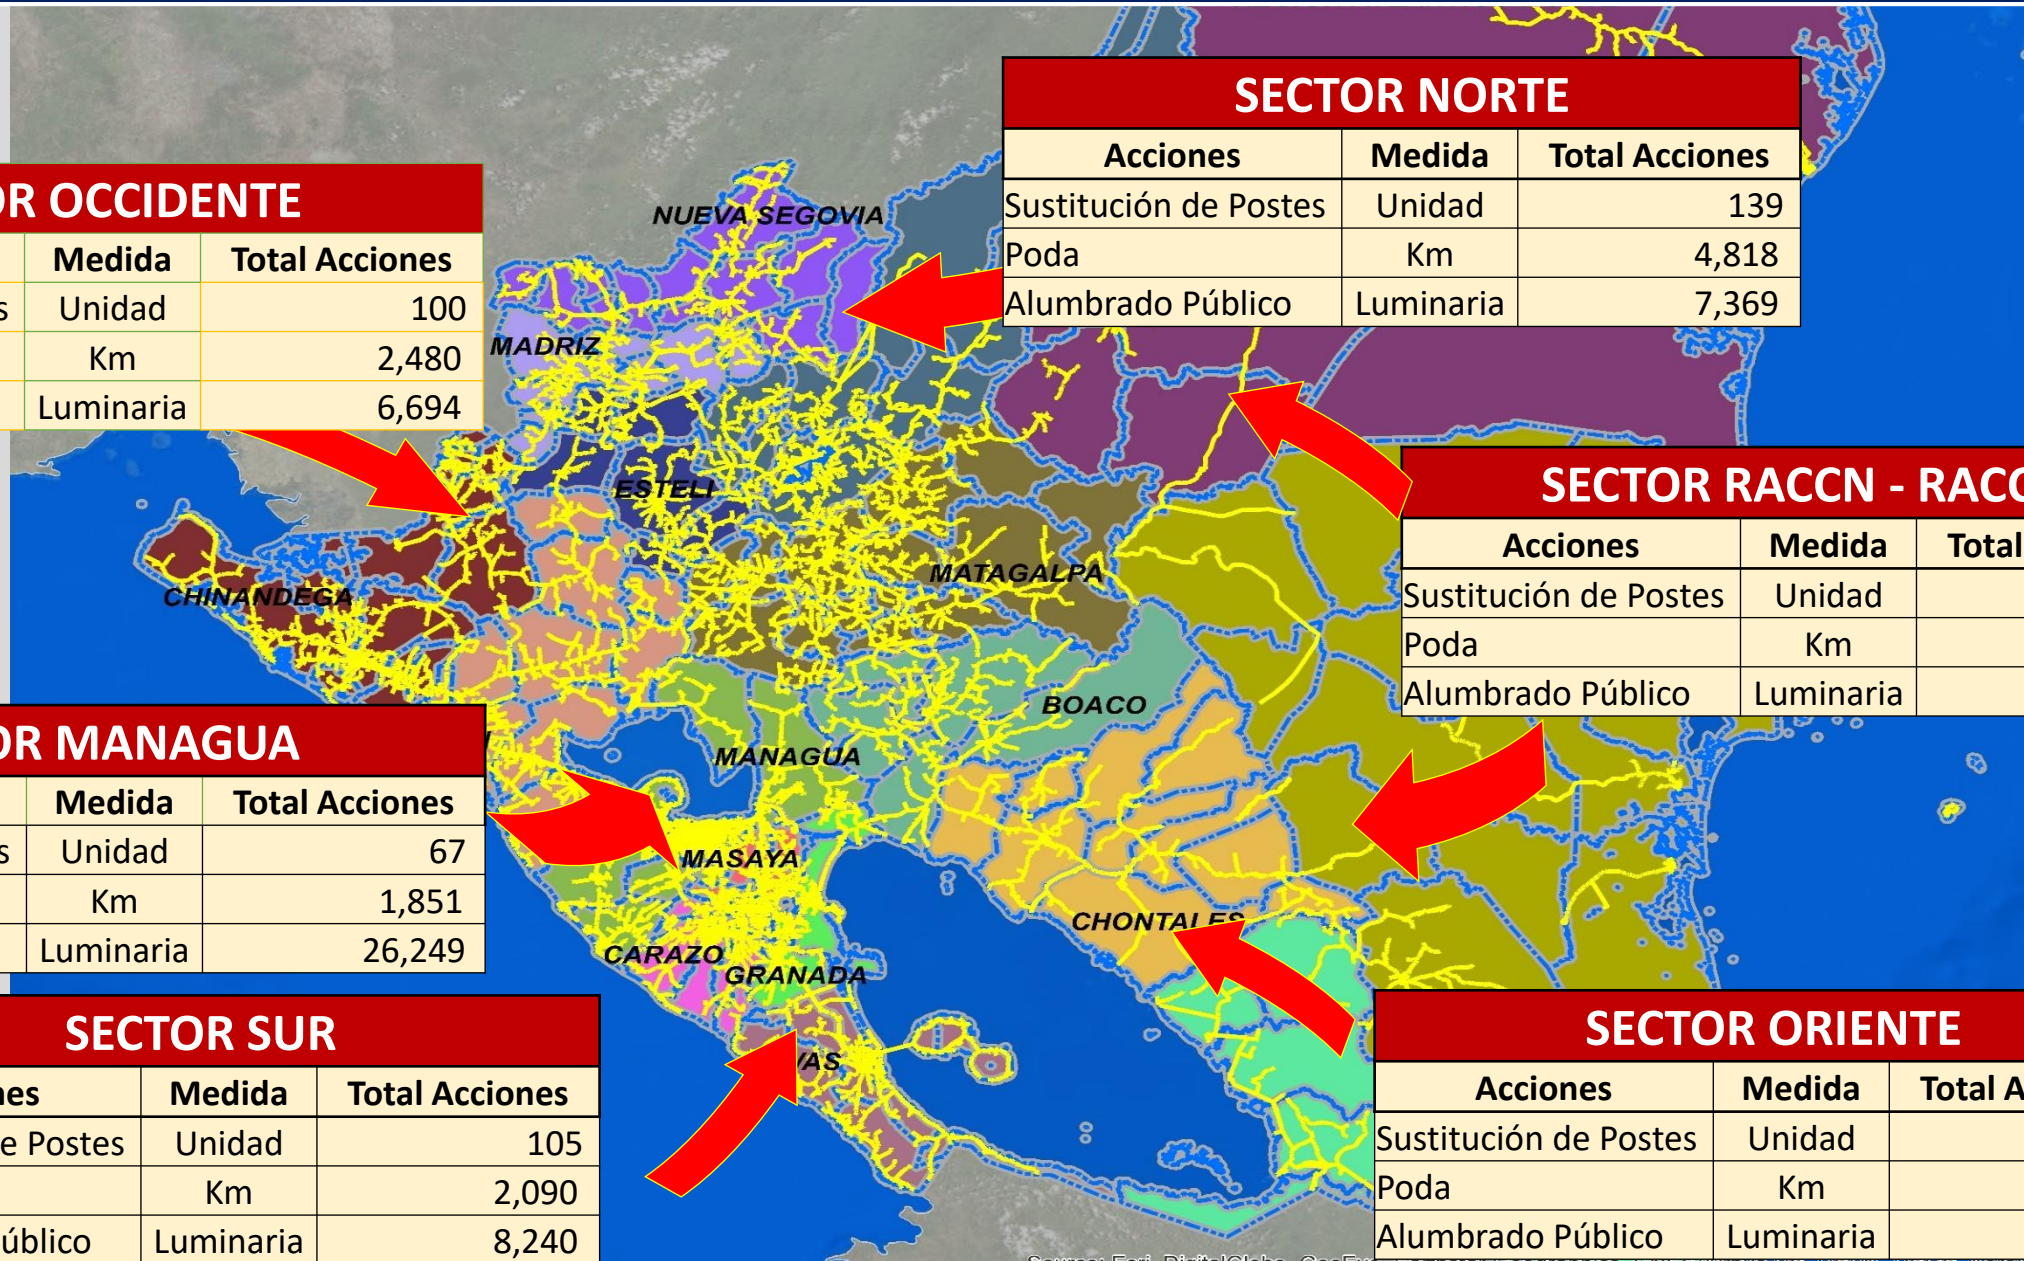 SECTOR NORTE
Acciones Medida Total Acciones
Sustitución de Postes Unidad 139
Poda Km 4,818
Alumbrado Público Luminaria 7,369
OCCIDENTE
Medida Total Acciones
Unidad 100
Km 2,480
Luminaria 6,694
NUEVA SEGOVIA
MADRIZ
ESTELI
CHINANDEGA
MATAGALPA
BOACO
MANAGUA
MASAYA
CHONTALES
CARAZO
GRANADA
SECTOR RACCN - RACC
Acciones Medida Total
Sustitución de Postes Unidad
Poda Km
Alumbrado Público Luminaria
MANAGUA
Medida Total Acciones
Unidad 67
Km 1,851
Luminaria 26,249
SECTOR SUR
Medida Total Acciones
Postes Unidad 105
Km 2,090
Luminaria 8,240
SECTOR ORIENTE
Acciones Medida Total
Sustitución de Postes Unidad
Poda Km
Alumbrado Público Luminaria